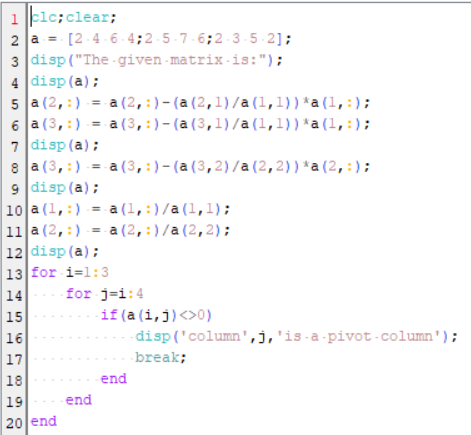 1 clc;clear;
2 a = [2 4 6 4;2 5 7 6;2 3 5 2];
3 disp("The given matrix is:");
4 disp(a);
5 a(2,:) = a(2,:)-(a(2,1)/a(1,1))*a(1,:);
6 a(3,:) = a(3,:)-(a(3,1)/a(1,1))*a(1,:);
7 disp(a);
8 a(3,:) = a(3,:)-(a(3,2)/a(2,2))*a(2,:);
9 disp(a);
10 a(1,:) = a(1,:)/a(1,1);
11 a(2,:) = a(2,:)/a(2,2);
12 disp(a);
13 for i=1:3
14     for j=i:4
15         if(a(i,j)<>0)
16             disp('column',j,'is a pivot column');
17             break;
18         end
19     end
20 end